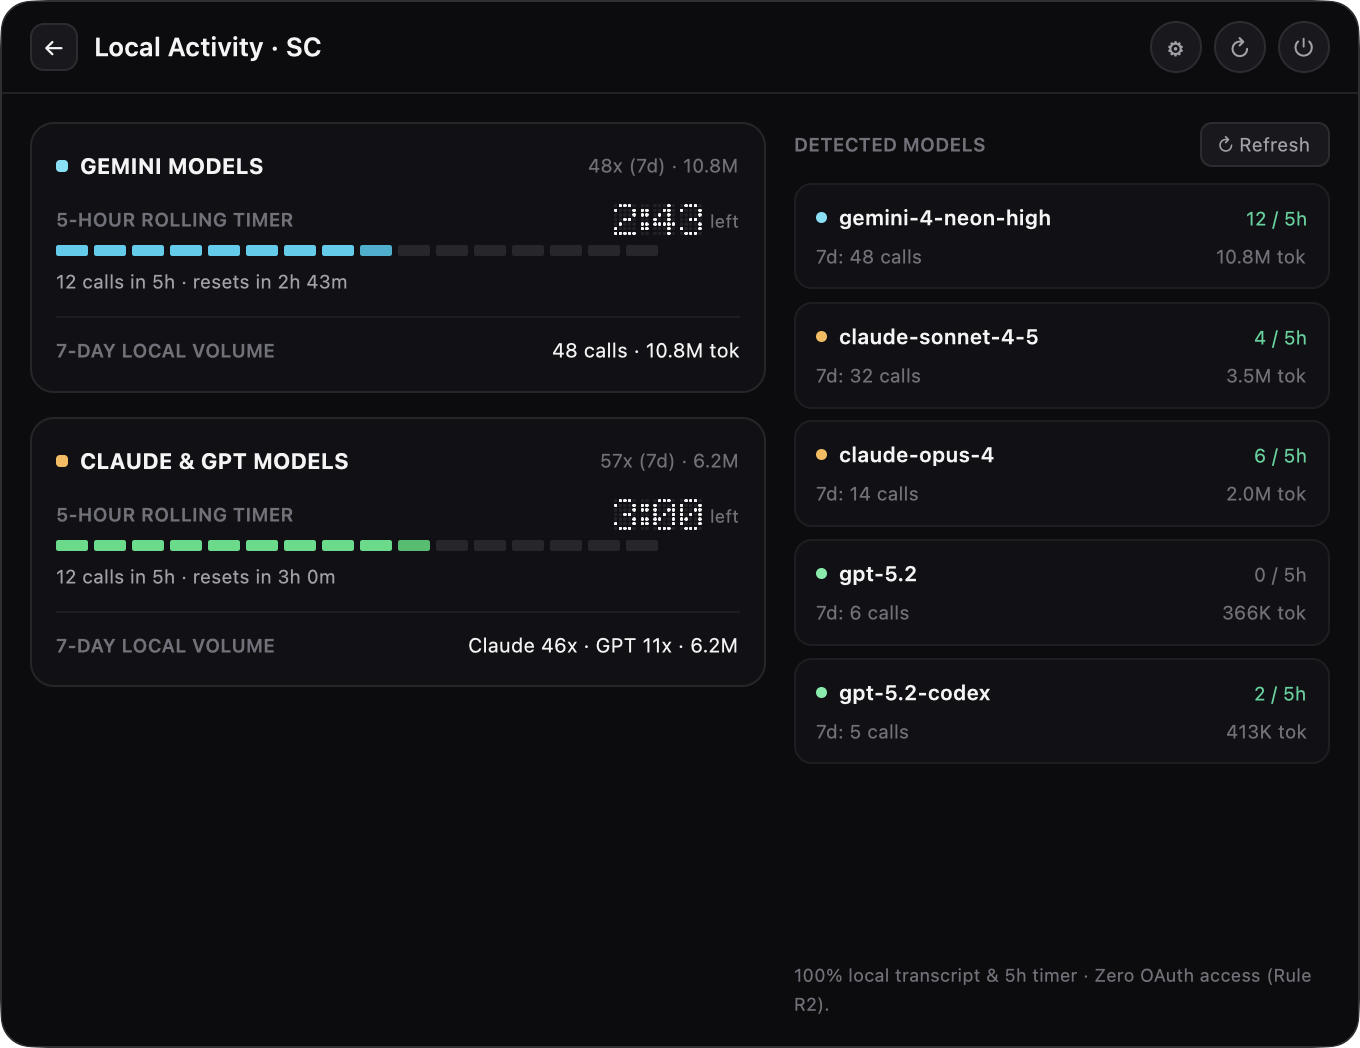 Local Activity · SC
GEMINI MODELS
48x (7d) · 10.8M
5-HOUR ROLLING TIMER
2:43 left
12 calls in 5h · resets in 2h 43m
7-DAY LOCAL VOLUME
48 calls · 10.8M tok
CLAUDE & GPT MODELS
57x (7d) · 6.2M
5-HOUR ROLLING TIMER
3:00 left
12 calls in 5h · resets in 3h 0m
7-DAY LOCAL VOLUME
Claude 46x · GPT 11x · 6.2M
DETECTED MODELS
Refresh
gemini-4-neon-high
12 / 5h
7d: 48 calls
10.8M tok
claude-sonnet-4-5
4 / 5h
7d: 32 calls
3.5M tok
claude-opus-4
6 / 5h
7d: 14 calls
2.0M tok
gpt-5.2
0 / 5h
7d: 6 calls
366K tok
gpt-5.2-codex
2 / 5h
7d: 5 calls
413K tok
100% local transcript & 5h timer · Zero OAuth access (Rule
R2).